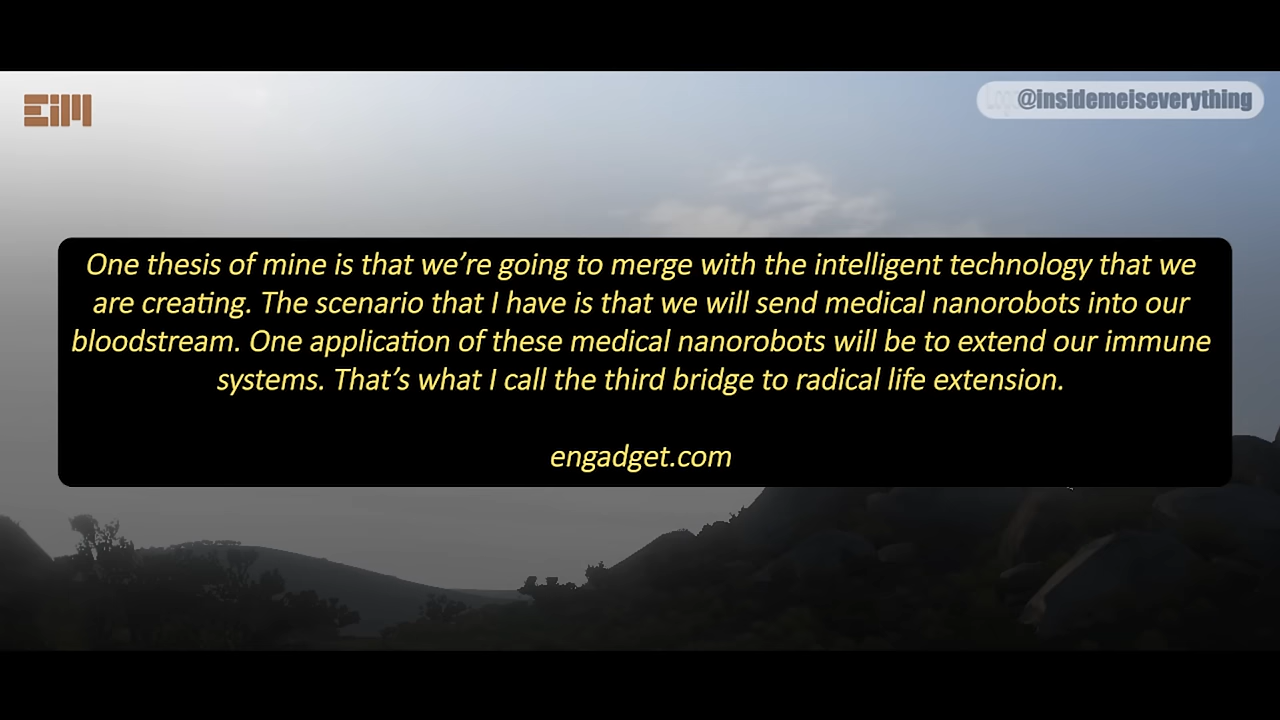 EiM
@insidemeiseverything
One thesis of mine is that we’re going to merge with the intelligent technology that we
are creating. The scenario that I have is that we will send medical nanorobots into our
bloodstream. One application of these medical nanorobots will be to extend our immune
systems. That’s what I call the third bridge to radical life extension.
engadget.com